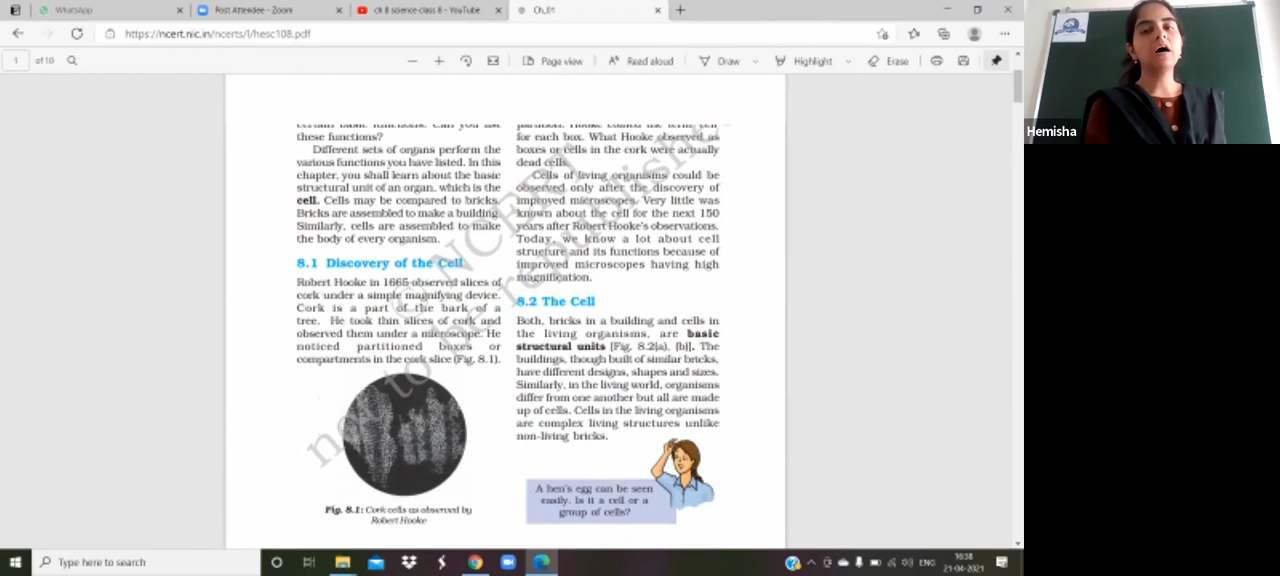 WhatsApp
Post Attendee - Zoom
ch 8 science class 8 - YouTube
Ch_01
https://ncert.nic.in/ncerts/l/hesc108.pdf
1 of 10
Page view
Read aloud
Draw
Highlight
Erase
these functions?
Different sets of organs perform the
various functions you have listed. In this
chapter, you shall learn about the basic
structural unit of an organ, which is the
cell. Cells may be compared to bricks.
Bricks are assembled to make a building.
Similarly, cells are assembled to make
the body of every organism.
8.1 Discovery of the Cell
Robert Hooke in 1665 observed slices of
cork under a simple magnifying device.
Cork is a part of the bark of a
tree. He took thin slices of cork and
observed them under a microscope. He
noticed partitioned boxes or
compartments in the cork slice (Fig. 8.1).
Fig. 8.1: Cork cells as observed by
Robert Hooke
for each box. What Hooke observed as
boxes or cells in the cork were actually
dead cells.
Cells of living organisms could be
observed only after the discovery of
improved microscopes. Very little was
known about the cell for the next 150
years after Robert Hooke's observations.
Today, we know a lot about cell
structure and its functions because of
improved microscopes having high
magnification.
8.2 The Cell
Both, bricks in a building and cells in
the living organisms, are basic
structural units [Fig. 8.2(a), (b)]. The
buildings, though built of similar bricks,
have different designs, shapes and sizes.
Similarly, in the living world, organisms
differ from one another but all are made
up of cells. Cells in the living organisms
are complex living structures unlike
non-living bricks.
A hen's egg can be seen
easily. Is it a cell or a
group of cells?
© NCERT
not to be republished
Hemisha
Type here to search
ENG
16:38
21-04-2021